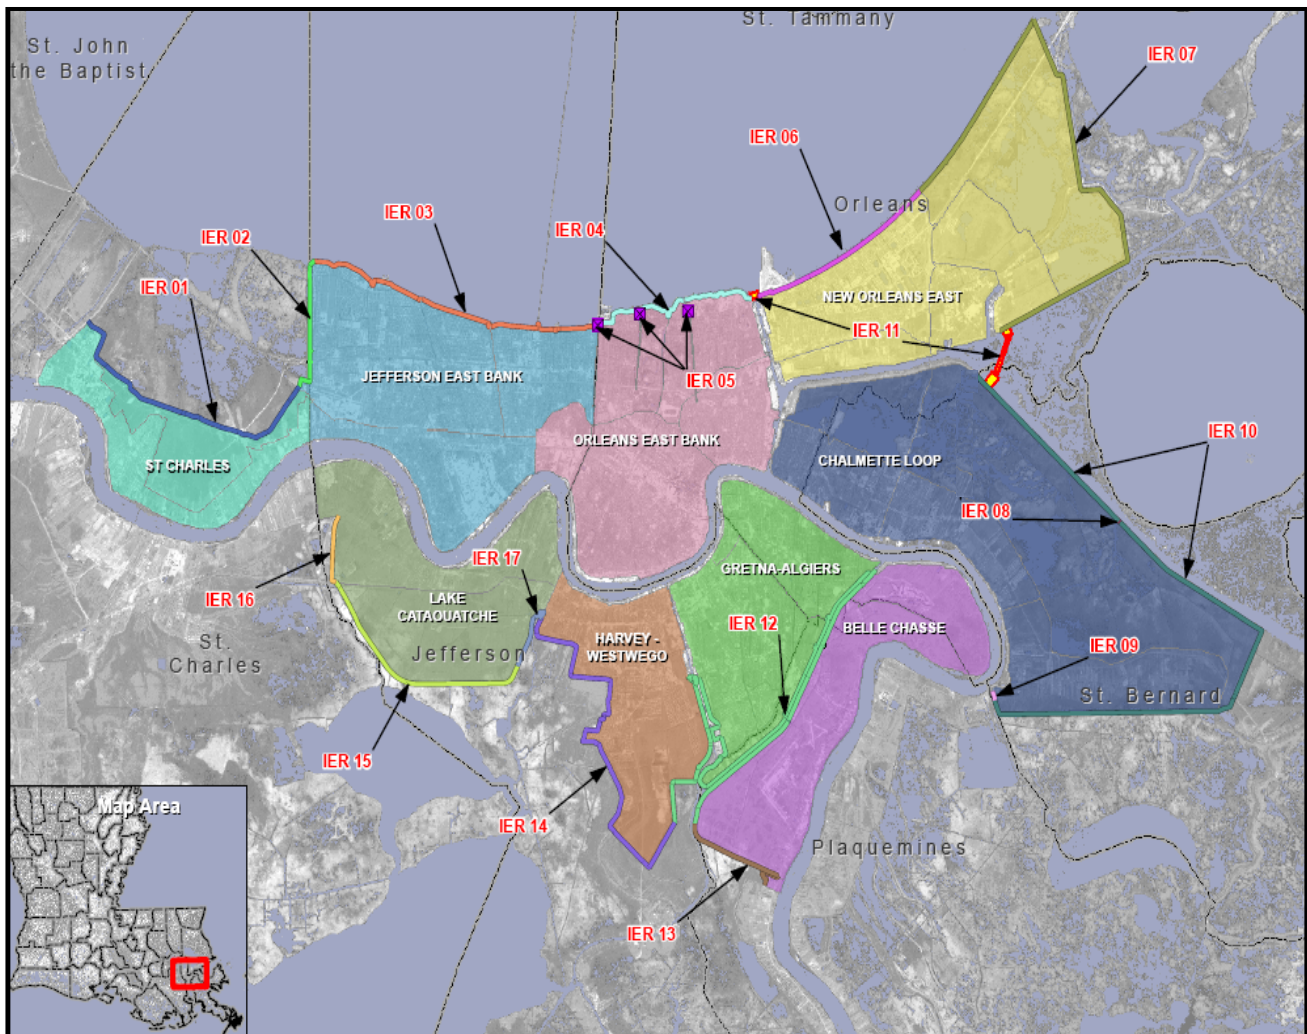 St. Tammany
St. John
the Baptist
IER 07
IER 06
Orleans
IER 03
IER 04
IER 02
IER 01
NEW ORLEANS EAST
IER 11
JEFFERSON EAST BANK
IER 05
IER 10
ORLEANS EAST BANK
CHALMETTE LOOP
ST CHARLES
IER 08
IER 17
GRETNA-ALGIERS
IER 16
LAKE
CATAOUATCHE
IER 12
BELLE CHASSE
HARVEY -
WESTWEGO
St.
Charles
Jefferson
IER 09
St. Bernard
IER 15
Map Area
IER 14
Plaquemines
IER 13